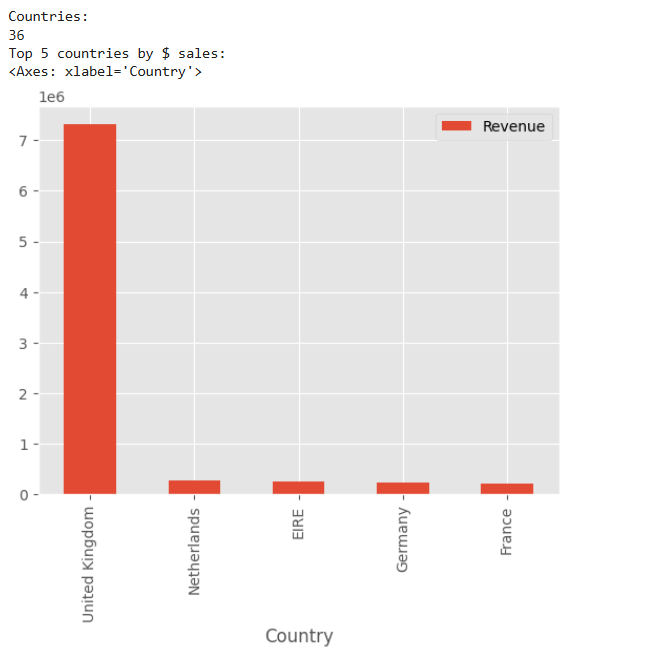 Countries:
36
Top 5 countries by $ sales:
<Axes: xlabel='Country'>
1e6
Revenue
7
6
5
4
3
2
1
0
United Kingdom
Netherlands
EIRE
Germany
France
Country